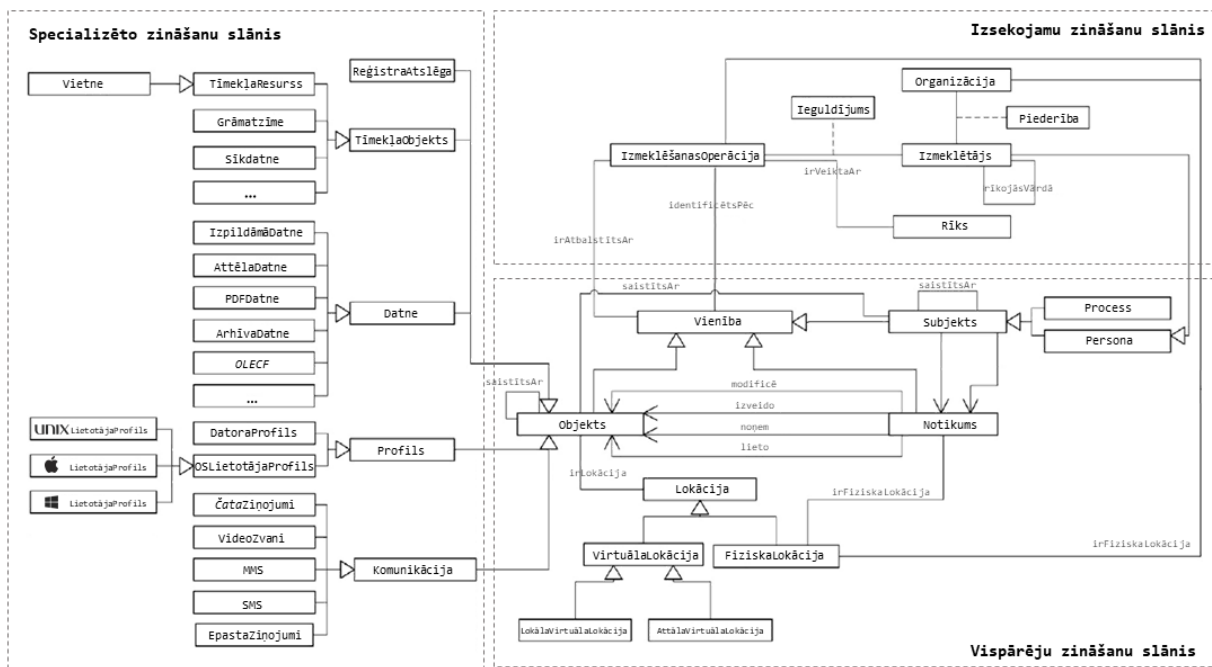 Specializēto zināšanu slānis
Vietne
TīmekļaResurss
Grāmatzīme
Sīkdatne
...
ReģistraAtslēga
TīmekļaObjekts
IzpildāmāDatne
AttēlaDatne
PDFDatne
ArhīvaDatne
OLECF
...
Datne
UNIX LietotājaProfils
LietotājaProfils
LietotājaProfils
DatoraProfils
OSLietotājaProfils
Profils
ČataZiņojumi
VideoZvani
MMS
SMS
EpastaZiņojumi
Komunikācija
Izsekojamu zināšanu slānis
Organizācija
Ieguldījums
Piederība
IzmeklēšanasOperācija
Izmeklētājs
irVeiktaAr
rīkojāsVārdā
identificētsPēc
Rīks
irAtbalstītsAr
saistītsAr
saistītsAr
Vienība
Subjekts
Process
Persona
saistītsAr
modificē
izveido
Objekts
noņem
Notikums
lieto
irLokācija
Lokācija
irFiziskaLokācija
VirtuālaLokācija
FiziskaLokācija
irFiziskaLokācija
LokālaVirtuālaLokācija
AttālaVirtuālaLokācija
Vispārēju zināšanu slānis